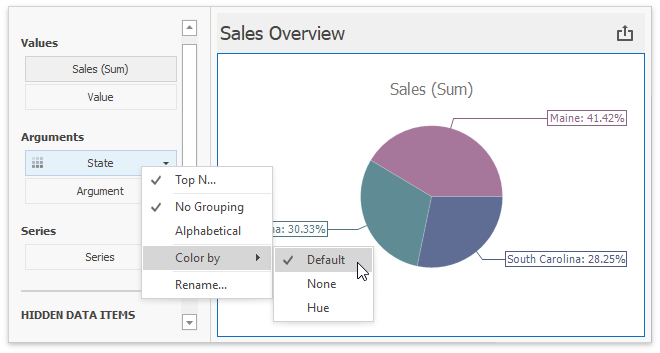 Values
Sales (Sum)
Value
Arguments
State
Argument
Series
Series
HIDDEN DATA ITEMS
Top N...
No Grouping
Alphabetical
Color by
Rename...
Default
None
Hue
Sales Overview
Sales (Sum)
Maine: 41.42%
na: 30.33%
South Carolina: 28.25%